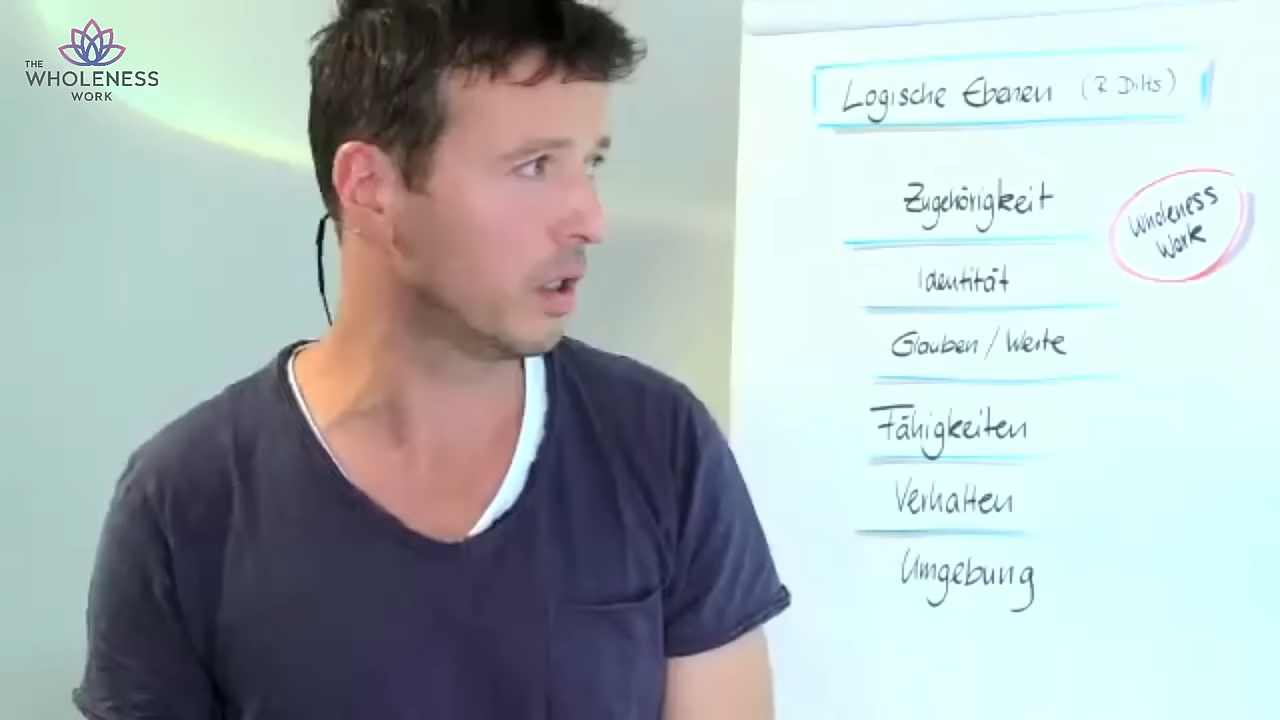 THE
WHOLENESS
WORK
Logische Ebenen (R Dilts)
Zugehörigkeit
Wholeness
Work
Identität
Glauben / Werte
Fähigkeiten
Verhalten
Umgebung